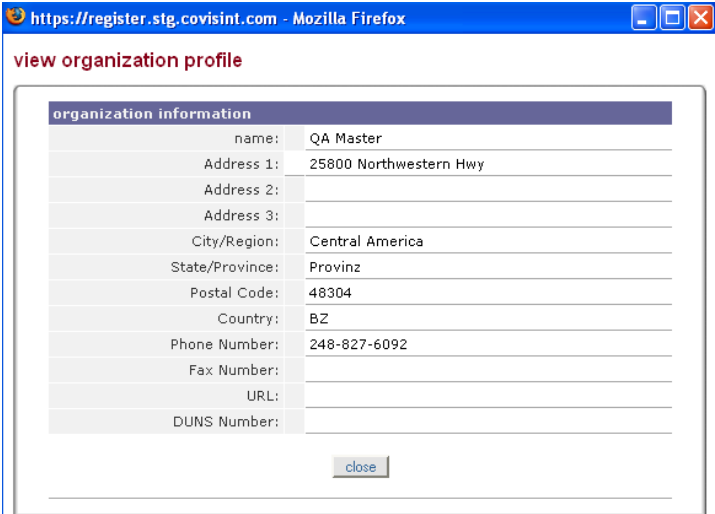 https://register.stg.covisint.com - Mozilla Firefox
view organization profile
organization information
name: QA Master
Address 1: 25800 Northwestern Hwy
Address 2:
Address 3:
City/Region: Central America
State/Province: Provinz
Postal Code: 48304
Country: BZ
Phone Number: 248-827-6092
Fax Number:
URL:
DUNS Number:
close